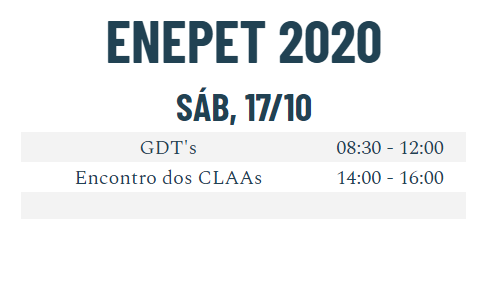 ENEPET 2020
SÁB, 17/10
GDT's 08:30 - 12:00
Encontro dos CLAAs 14:00 - 16:00